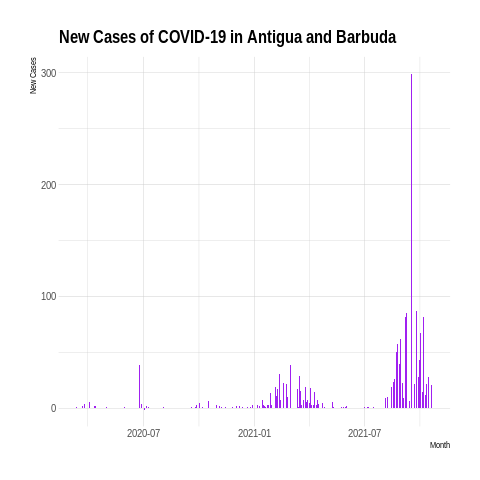 New Cases of COVID-19 in Antigua and Barbuda
New Cases
300
200
100
0
2020-07 2021-01 2021-07
Month